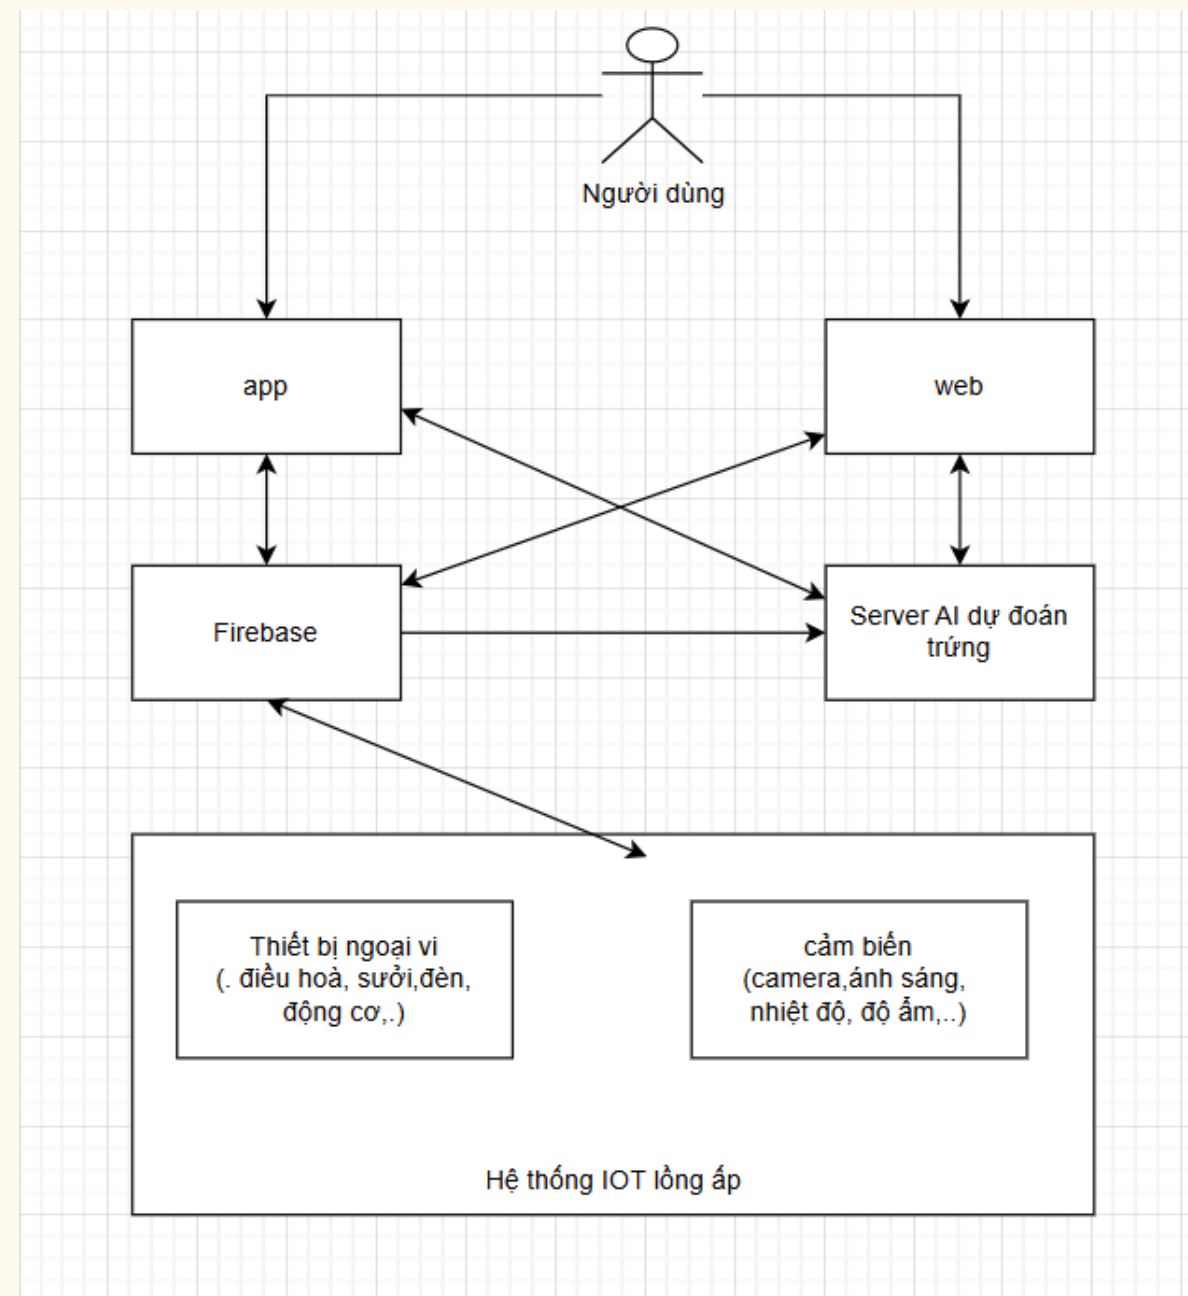 Người dùng
app
web
Firebase
Server AI dự đoán
trứng
Thiết bị ngoại vi
(. điều hoà, sưởi,đèn,
động cơ,.)
cảm biến
(camera,ánh sáng,
nhiệt độ, độ ẩm,..)
Hệ thống IOT lồng ấp